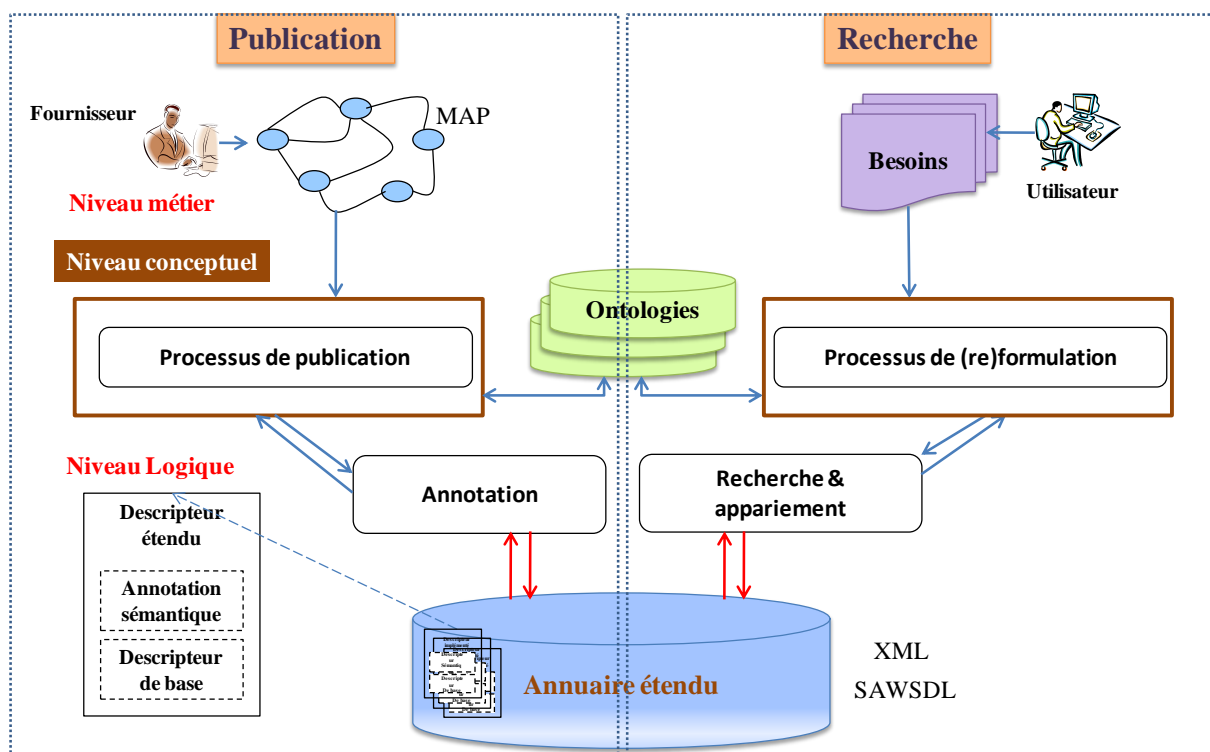 Publication
Recherche
Fournisseur
MAP
Besoins
Utilisateur
Niveau métier
Niveau conceptuel
Ontologies
Processus de publication
Processus de (re)formulation
Niveau Logique
Annotation
Recherche &
appariement
Descripteur
étendu
Annotation
sémantique
Descripteur
de base
Annuaire étendu
XML
SAWSDL